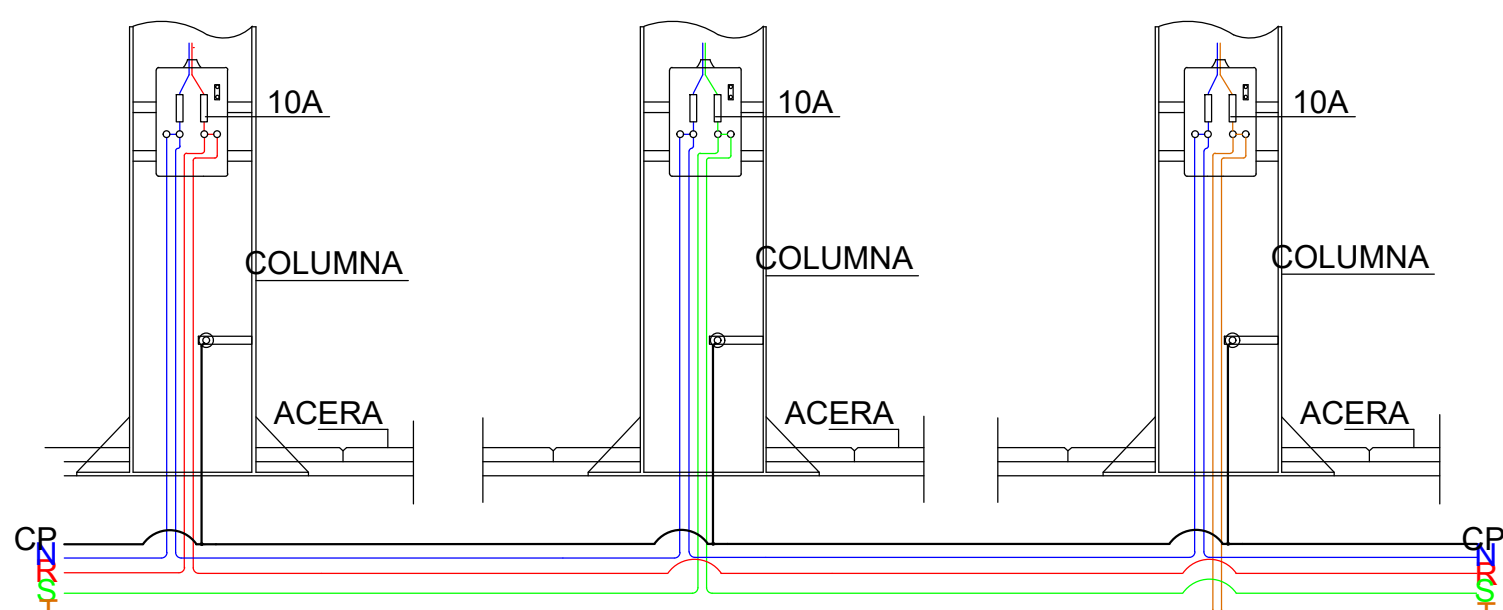 10A
10A
10A
COLUMNA
COLUMNA
COLUMNA
ACERA
ACERA
ACERA
CP
N
R
S
T
CP
N
R
S
T